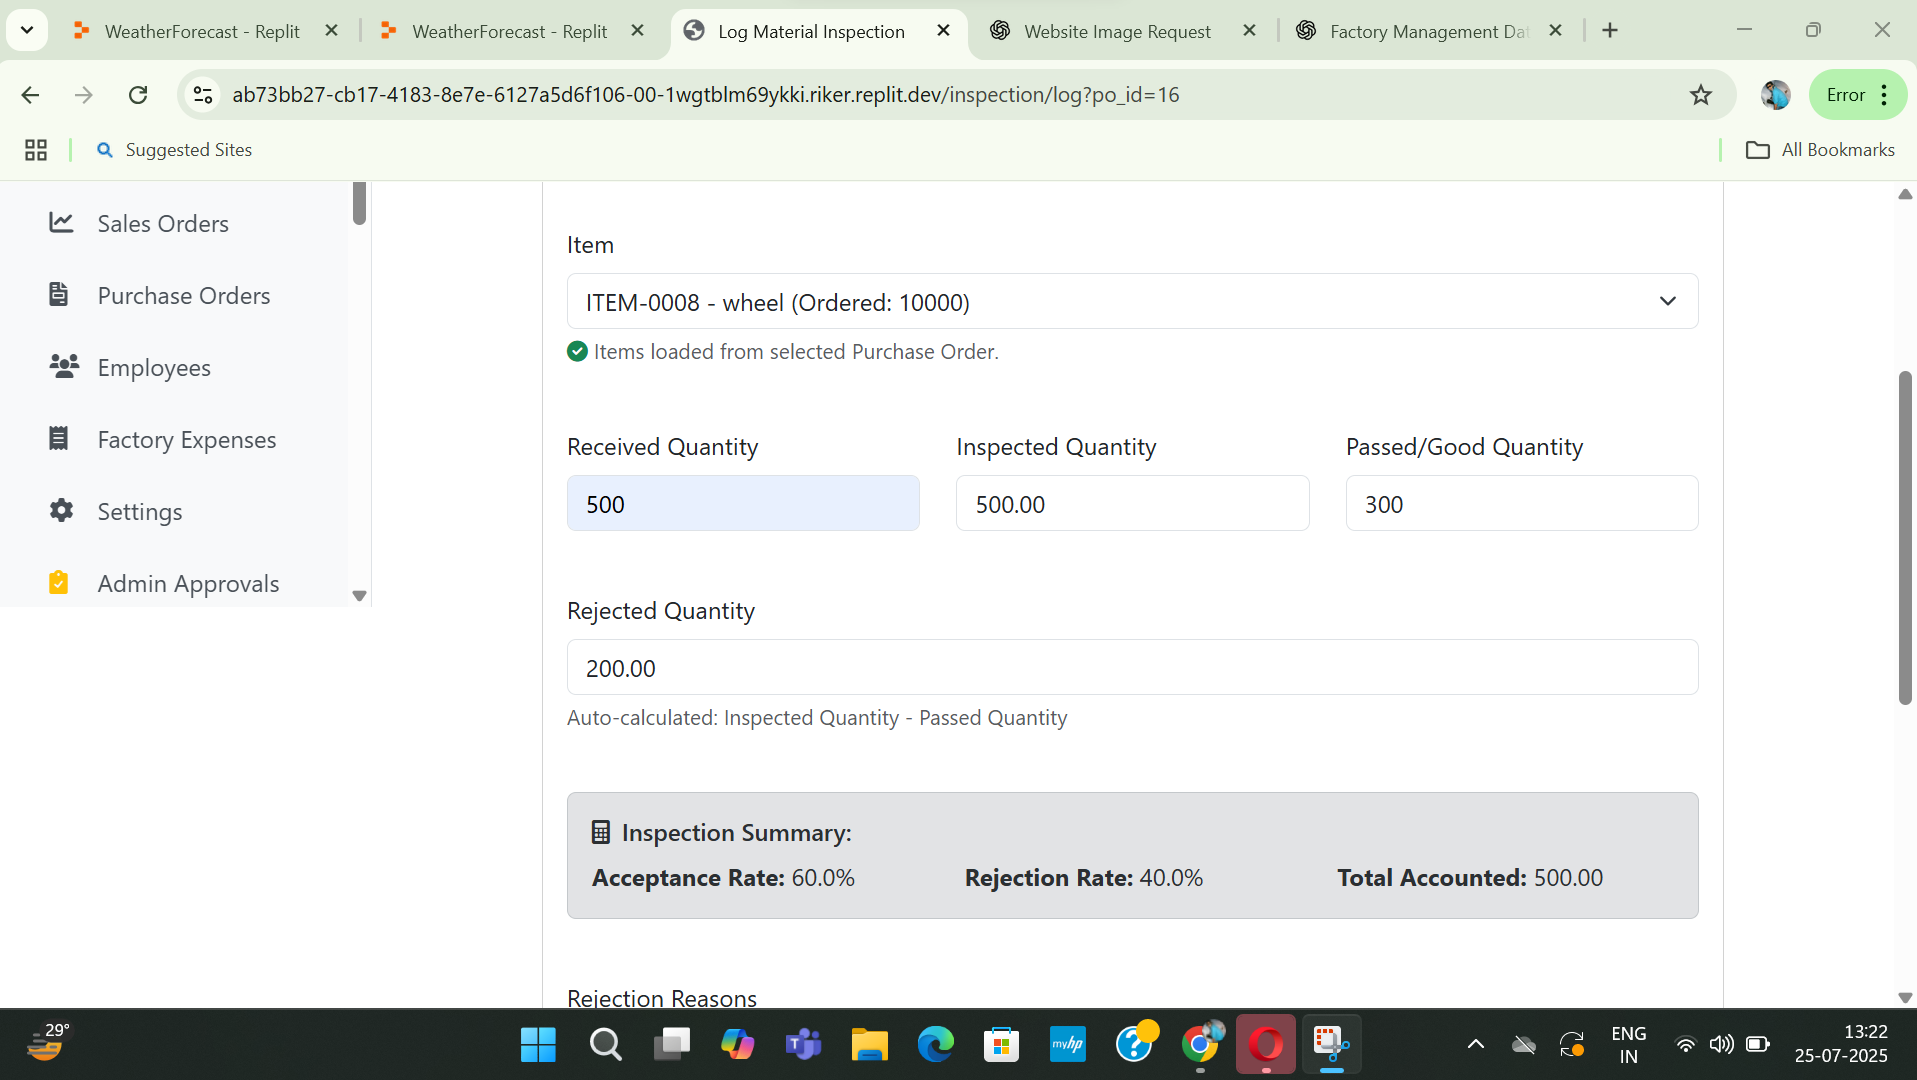 WeatherForecast - Replit
WeatherForecast - Replit
Log Material Inspection
Website Image Request
Factory Management Dat
ab73bb27-cb17-4183-8e7e-6127a5d6f106-00-1wgtblm69ykki.riker.replit.dev/inspection/log?po_id=16
Error
Suggested Sites
All Bookmarks
Sales Orders
Purchase Orders
Employees
Factory Expenses
Settings
Admin Approvals
Item
ITEM-0008 - wheel (Ordered: 10000)
Items loaded from selected Purchase Order.
Received Quantity
500
Inspected Quantity
500.00
Passed/Good Quantity
300
Rejected Quantity
200.00
Auto-calculated: Inspected Quantity - Passed Quantity
Inspection Summary:
Acceptance Rate: 60.0%
Rejection Rate: 40.0%
Total Accounted: 500.00
Rejection Reasons
29°
myhp
ENG
IN
13:22
25-07-2025